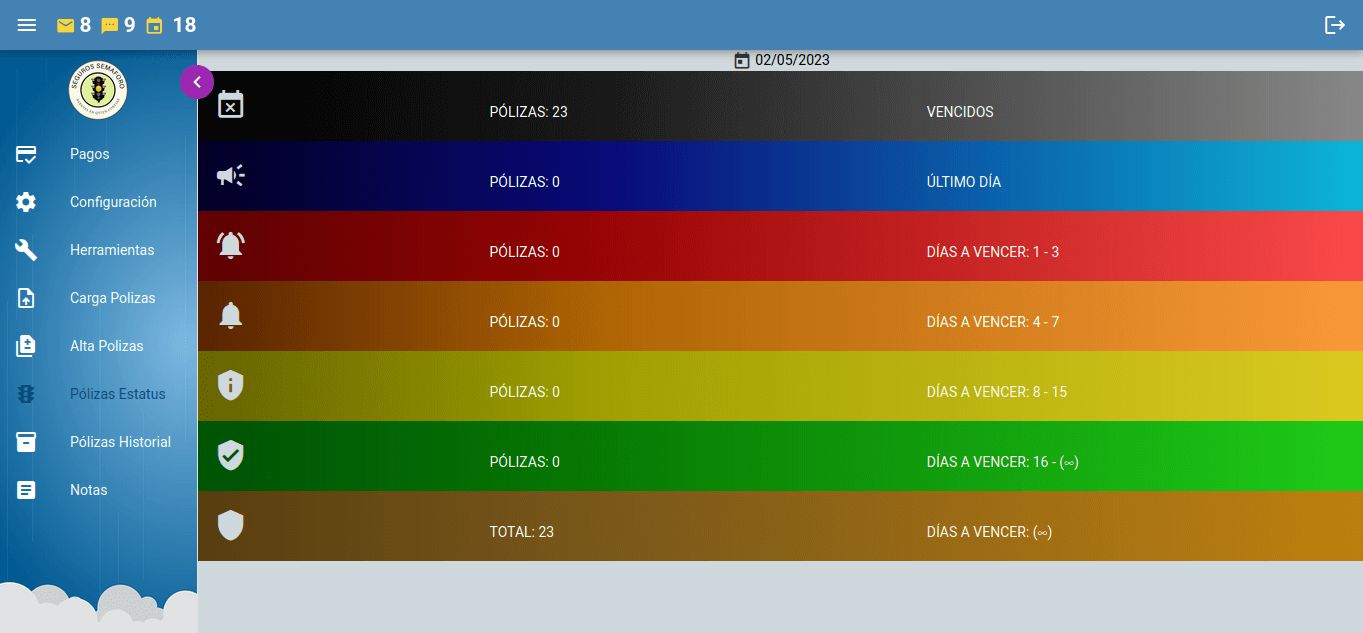 8 9 18
02/05/2023
SEGUROS SEMAFORO
Pagos
Configuración
Herramientas
Carga Polizas
Alta Polizas
Pólizas Estatus
Pólizas Historial
Notas
PÓLIZAS: 23 VENCIDOS
PÓLIZAS: 0 ÚLTIMO DÍA
PÓLIZAS: 0 DÍAS A VENCER: 1 - 3
PÓLIZAS: 0 DÍAS A VENCER: 4 - 7
PÓLIZAS: 0 DÍAS A VENCER: 8 - 15
PÓLIZAS: 0 DÍAS A VENCER: 16 - (∞)
TOTAL: 23 DÍAS A VENCER: (∞)